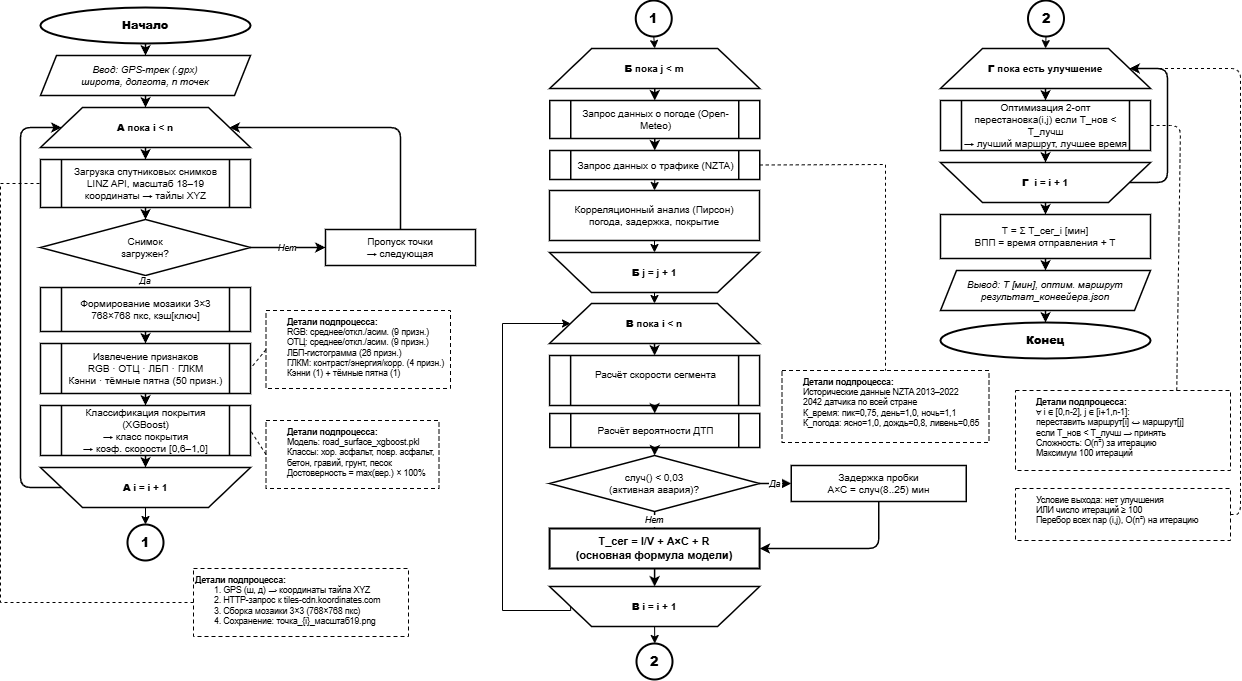 Начало
Ввод: GPS-трек (.gpx)
широта, долгота, n точек
А пока i < n
Загрузка спутниковых снимков
LINZ API, масштаб 18–19
координаты → тайлы XYZ
Снимок
загружен?
Нет
Пропуск точки
→ следующая
Да
Формирование мозаики 3×3
768×768 пкс, кэш[ключ]
Извлечение признаков
RGB · ОТЦ · ЛБП · ГЛКМ
Кэнни · тёмные пятна (50 призн.)
Детали подпроцесса:
RGB: среднее/откл./асим. (9 призн.)
ОТЦ: среднее/откл./асим. (9 призн.)
ЛБП-гистограмма (26 призн.)
ГЛКМ: контраст/энергия/корр. (4 призн.)
Кэнни (1) + тёмные пятна (1)
Классификация покрытия
(XGBoost)
→ класс покрытия
→ коэф. скорости [0,6–1,0]
Детали подпроцесса:
Модель: road_surface_xgboost.pkl
Классы: хор. асфальт, повр. асфальт,
бетон, гравий, грунт, песок
Достоверность = max(вер.) × 100%
А i = i + 1
1
Детали подпроцесса:
1. GPS (ш, д) → координаты тайла XYZ
2. HTTP-запрос к tiles-cdn.koordinates.com
3. Сборка мозаики 3×3 (768×768 пкс)
4. Сохранение: точка_{i}_масштаб19.png
1
Б пока j < m
Запрос данных о погоде (Open-
Meteo)
Запрос данных о трафике (NZTA)
Корреляционный анализ (Пирсон)
погода, задержка, покрытие
Б j = j + 1
В пока i < n
Расчёт скорости сегмента
Детали подпроцесса:
Исторические данные NZTA 2013–2022
2042 датчика по всей стране
К_время: пик=0,75, день=1,0, ночь=1,1
К_погода: ясно=1,0, дождь=0,8, ливень=0,65
Расчёт вероятности ДТП
случ() < 0,03
(активная авария)?
Да
Задержка пробки
A×C = случ(8..25) мин
Нет
Т_сег = l/V + A×C + R
(основная формула модели)
В i = i + 1
2
2
Г пока есть улучшение
Оптимизация 2-опт
перестановка(i,j) если Т_нов <
Т_лучш
→ лучший маршрут, лучшее время
Г i = i + 1
T = Σ Т_сег_i [мин]
ВПП = время отправления + Т
Вывод: Т [мин], оптим. маршрут
результат_конвейера.json
Конец
Детали подпроцесса:
∀ i ∈ [0,n-2], j ∈ [i+1,n-1]:
переставить маршрут[i] ↔ маршрут[j]
если Т_нов < Т_лучш → принять
Сложность: O(n²) за итерацию
Максимум 100 итераций
Условие выхода: нет улучшения
ИЛИ число итераций ≥ 100
Перебор всех пар (i,j), O(n²) на итерацию